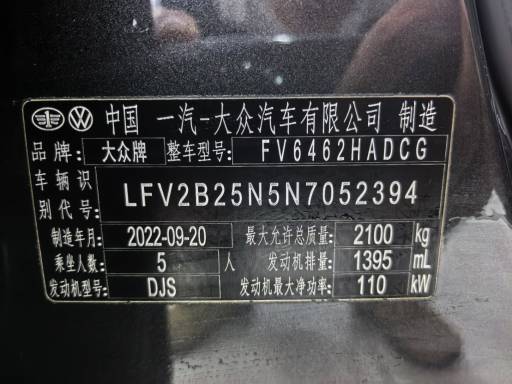 中国 一汽-大众汽车有限公司 制造
品牌: 大众牌 整车型号: FV6462HADCG
车辆识别代号: LFV2B25N5N7052394
制造年月: 2022-09-20 最大允许总质量: 2100 kg
乘坐人数: 5 人 发动机排量: 1395 mL
发动机型号: DJS 发动机最大净功率: 110 kW